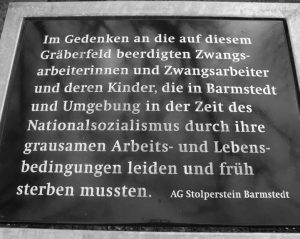 Im Gedenken an die auf diesem
Gräberfeld beerdigten Zwangs-
arbeiterinnen und Zwangsarbeiter
und deren Kinder, die in Barmstedt
und Umgebung in der Zeit des
Nationalsozialismus durch ihre
grausamen Arbeits- und Lebens-
bedingungen leiden und früh
sterben mussten. AG Stolperstein Barmstedt